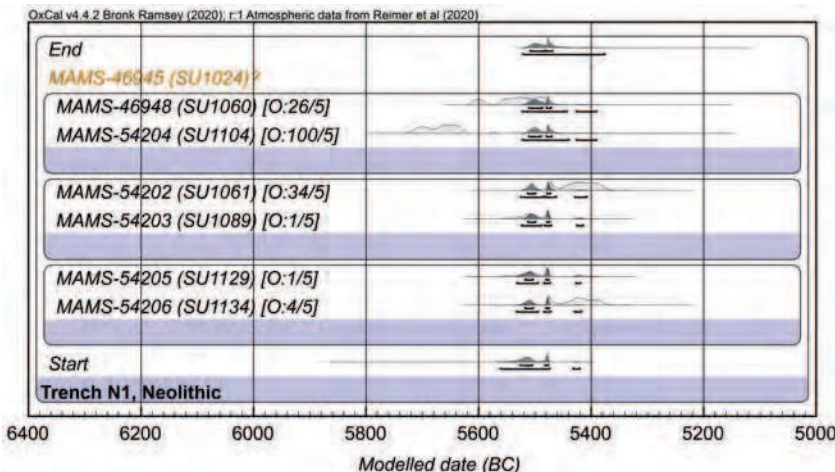 OxCal v4.4.2 Bronk Ramsey (2020); r:1 Atmospheric data from Reimer et al (2020)
End
MAMS-46945 (SU1024)?
MAMS-46948 (SU1060) [O:26/5]
MAMS-54204 (SU1104) [O:100/5]
MAMS-54202 (SU1061) [O:34/5]
MAMS-54203 (SU1089) [O:1/5]
MAMS-54205 (SU1129) [O:1/5]
MAMS-54206 (SU1134) [O:4/5]
Start
Trench N1, Neolithic
6400 6200 6000 5800 5600 5400 5200 5000
Modelled date (BC)